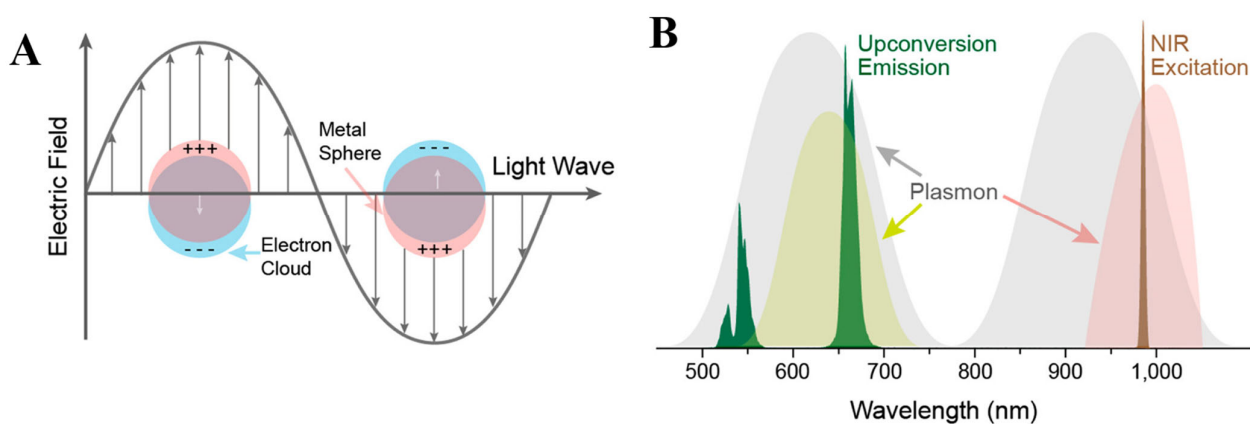 A
Electric Field
+++
- - -
Metal
Sphere
Electron
Cloud
- - -
+++
Light Wave
B
Upconversion
Emission
NIR
Excitation
Plasmon
500
600
700
800
900
1,000
Wavelength (nm)